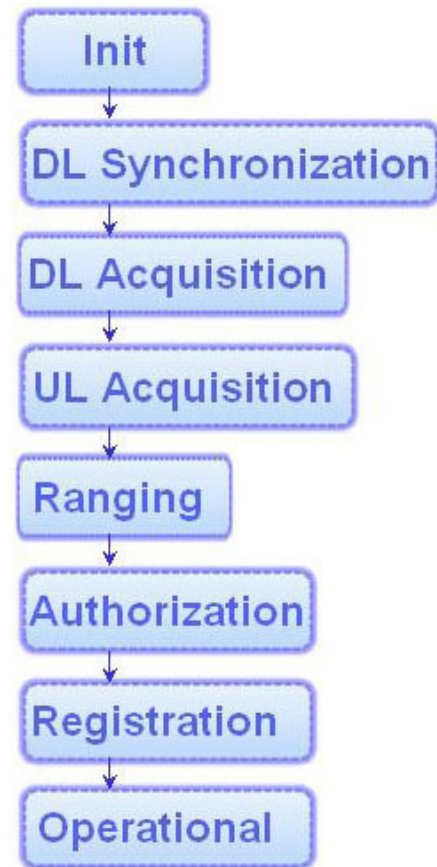 Init
DL Synchronization
DL Acquisition
UL Acquisition
Ranging
Authorization
Registration
Operational